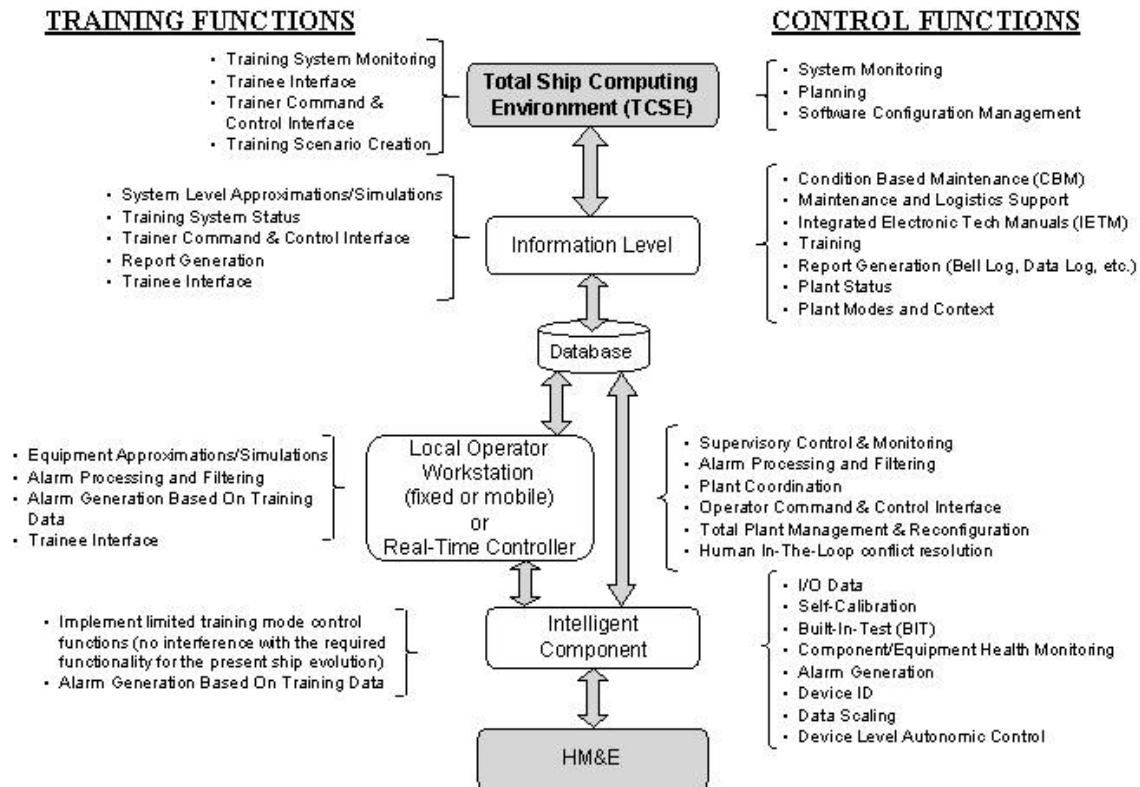 TRAINING FUNCTIONS
CONTROL FUNCTIONS
• Training System Monitoring
• Trainee Interface
• Trainer Command &
Control Interface
• Training Scenario Creation
Total Ship Computing
Environment (TCSE)
• System Monitoring
• Planning
• Software Configuration Management
• System Level Approximations/Simulations
• Training System Status
• Trainer Command & Control Interface
• Report Generation
• Trainee Interface
Information Level
• Condition Based Maintenance (CBM)
• Maintenance and Logistics Support
• Integrated Electronic Tech Manuals (IETM)
• Training
• Report Generation (Bell Log, Data Log, etc.)
• Plant Status
• Plant Modes and Context
Database
• Equipment Approximations/Simulations
• Alarm Processing and Filtering
• Alarm Generation Based On Training
Data
• Trainee Interface
Local Operator
Workstation
(fixed or mobile)
or
Real-Time Controller
• Supervisory Control & Monitoring
• Alarm Processing and Filtering
• Plant Coordination
• Operator Command & Control Interface
• Total Plant Management & Reconfiguration
• Human In-The-Loop conflict resolution
• Implement limited training mode control
functions (no interference with the required
functionality for the present ship evolution)
• Alarm Generation Based On Training Data
Intelligent
Component
• I/O Data
• Self-Calibration
• Built-In-Test (BIT)
• Component/Equipment Health Monitoring
• Alarm Generation
• Device ID
• Data Scaling
• Device Level Autonomic Control
HM&E